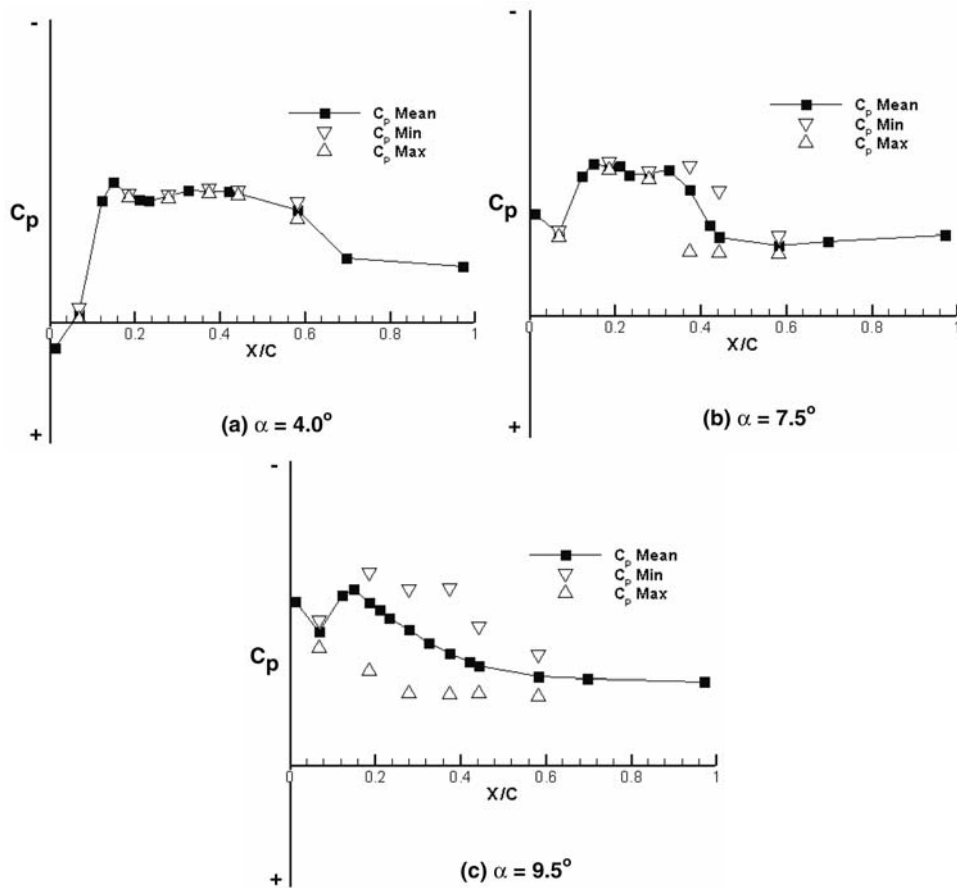 -
C_p Mean
C_p Min
C_p Max
C_p
0 0.2 0.4 0.6 0.8 1
X/C
+
(a) α = 4.0°
-
C_p Mean
C_p Min
C_p Max
C_p
0 0.2 0.4 0.6 0.8 1
X/C
+
(b) α = 7.5°
-
C_p Mean
C_p Min
C_p Max
C_p
0 0.2 0.4 0.6 0.8 1
X/C
+
(c) α = 9.5°